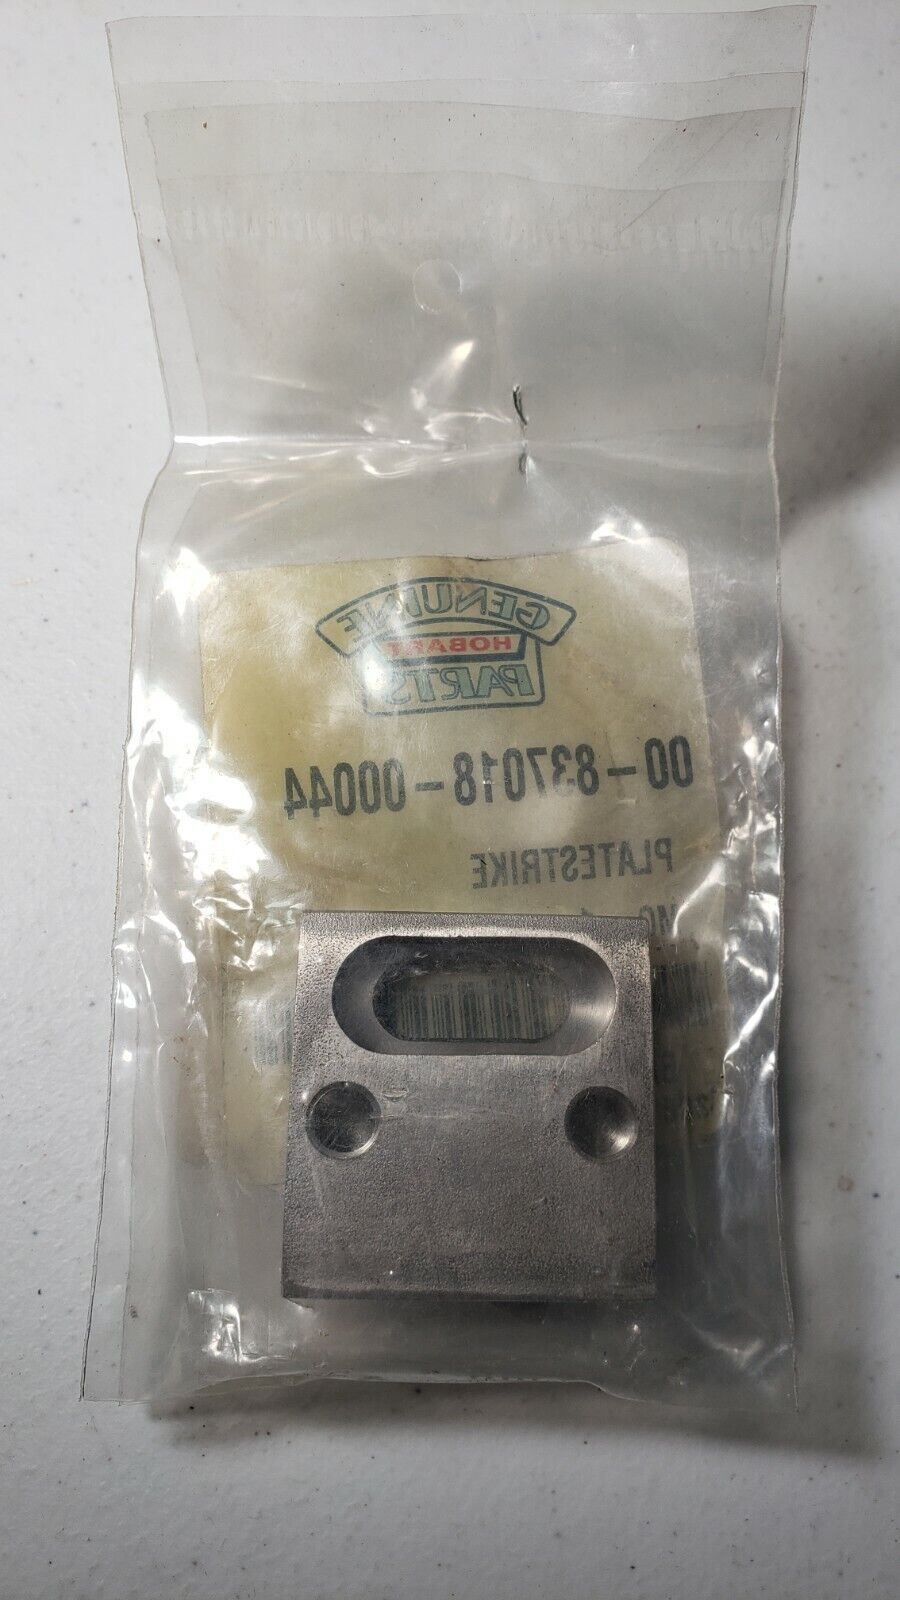 GENUINE
HOBART
PARTS
00-837018-00044
PLATESTRIKE